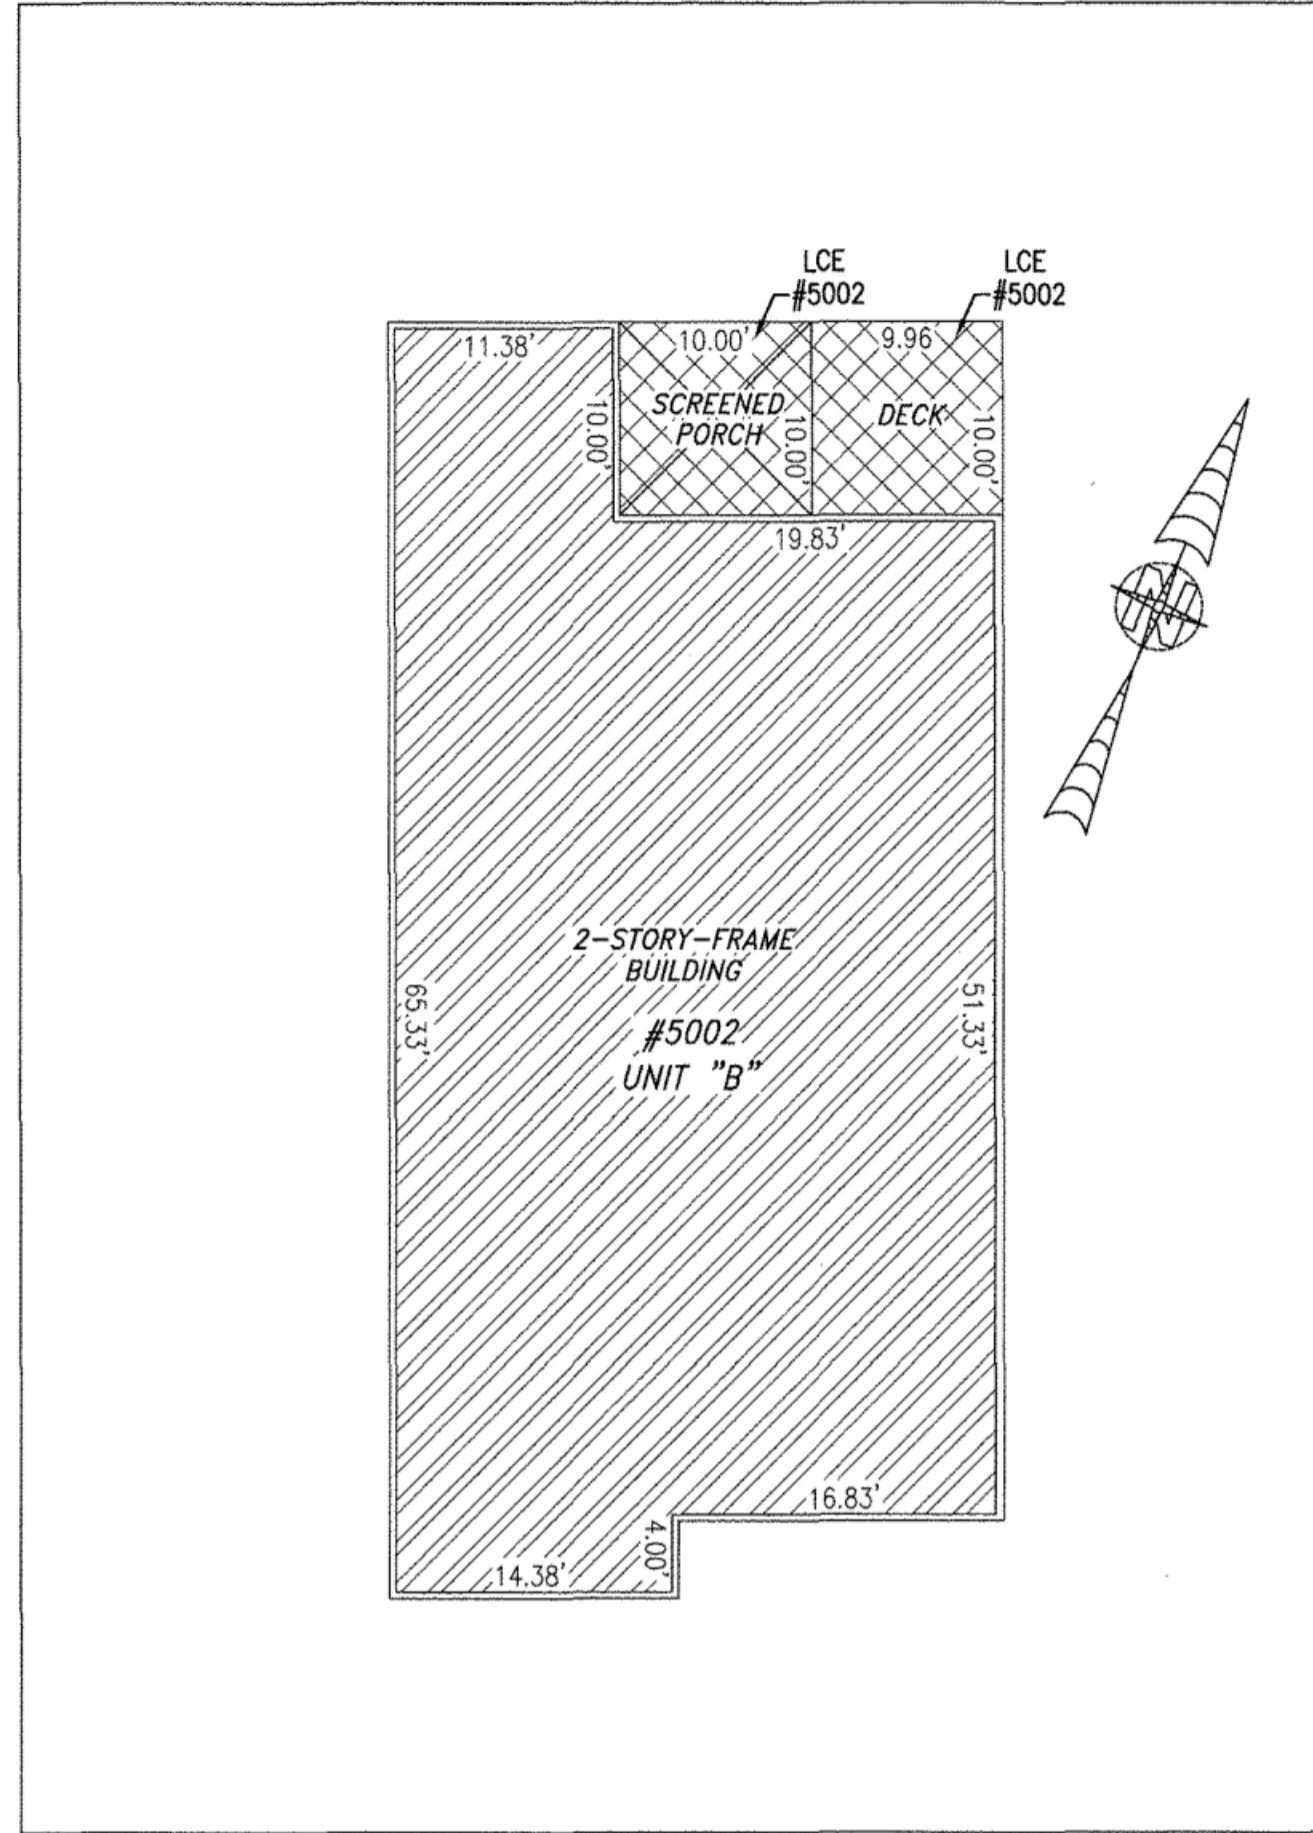 LCE
#5002
LCE
#5002
11.38'
10.00'
9.96
SCREENED
PORCH
DECK
10.00'
10.00'
10.00'
19.83'
N
2-STORY-FRAME
BUILDING
#5002
UNIT "B"
65.33'
51.33'
16.83'
4.00'
14.38'